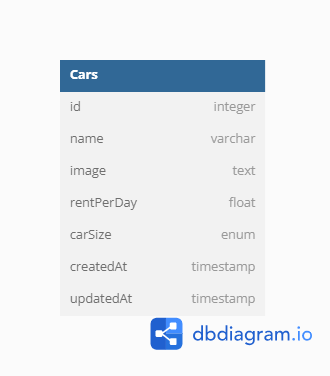 Cars
id integer
name varchar
image text
rentPerDay float
carSize enum
createdAt timestamp
updatedAt timestamp
dbdiagram.io